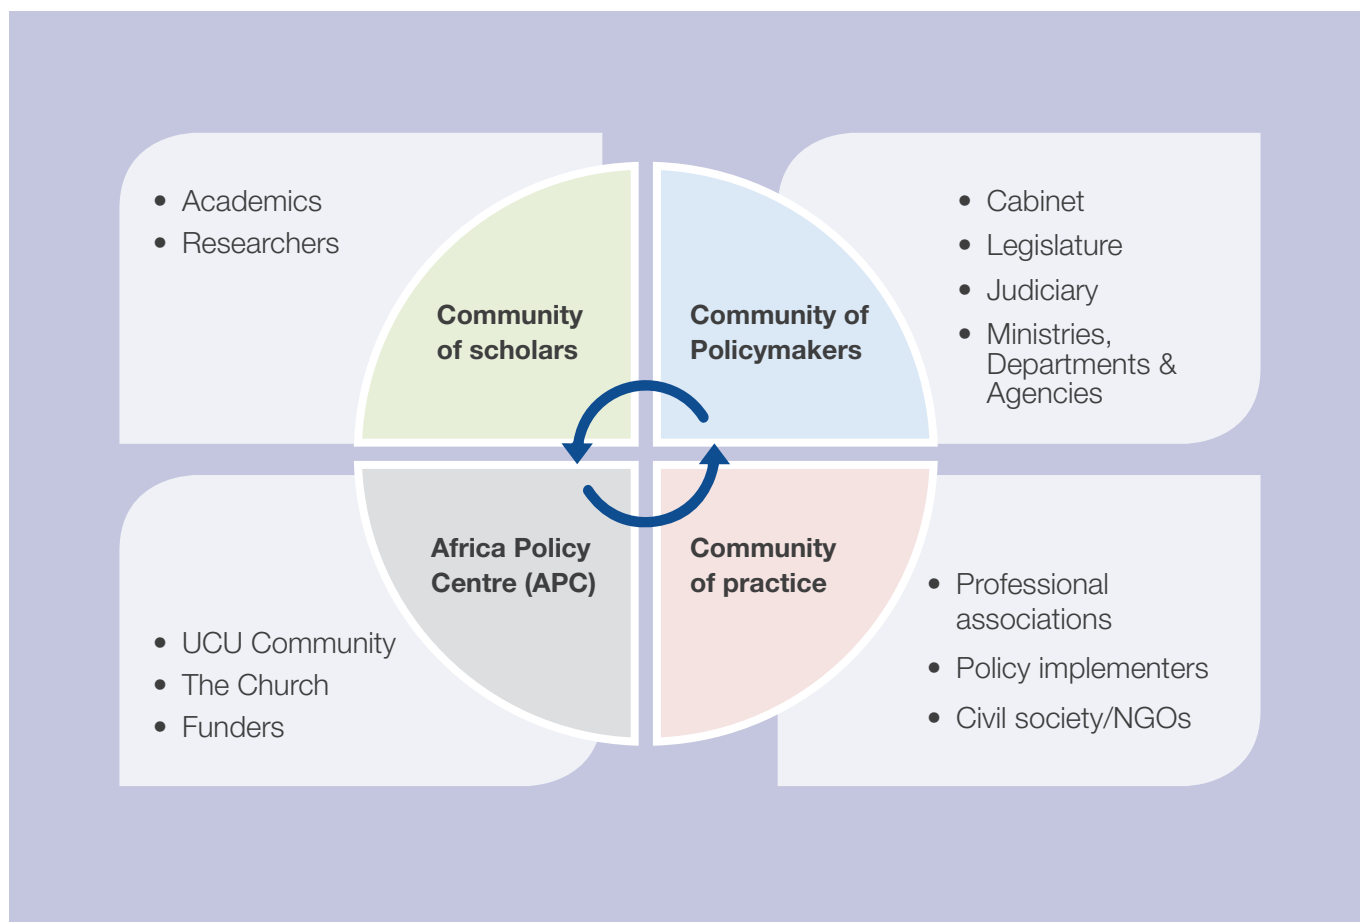 • Academics
• Researchers
Community
of scholars
Community of
Policymakers
• Cabinet
• Legislature
• Judiciary
• Ministries,
Departments &
Agencies
Africa Policy
Centre (APC)
• UCU Community
• The Church
• Funders
Community
of practice
• Professional
associations
• Policy implementers
• Civil society/NGOs